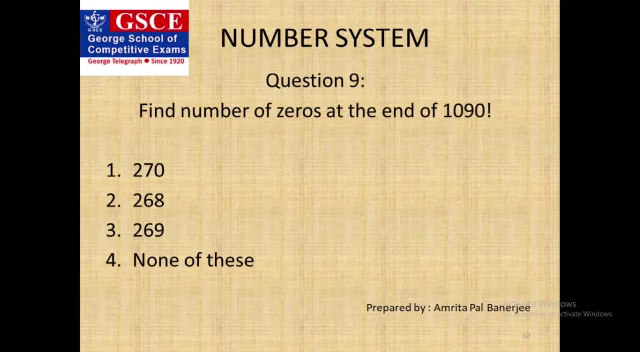 GSCE
GSCE
George School of
Competitive Exams
George Telegraph ● Since 1920
NUMBER SYSTEM
Question 9:
Find number of zeros at the end of 1090!
1. 270
2. 268
3. 269
4. None of these
Prepared by : Amrita Pal Banerjee